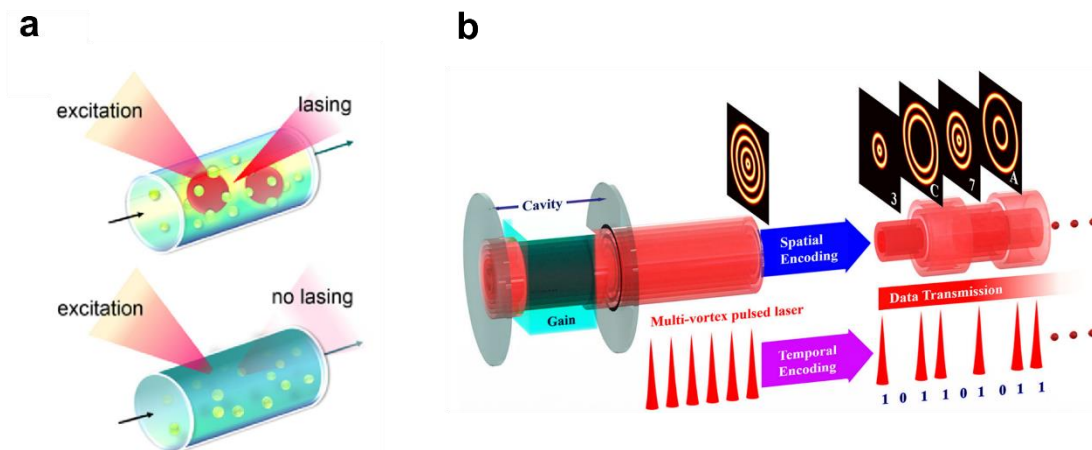 a
excitation
lasing
excitation
no lasing
b
Cavity
Gain
Multi-vortex pulsed laser
Spatial
Encoding
Temporal
Encoding
3
C
7
A
Data Transmission
1 0 1 1 0 1 0 1 1